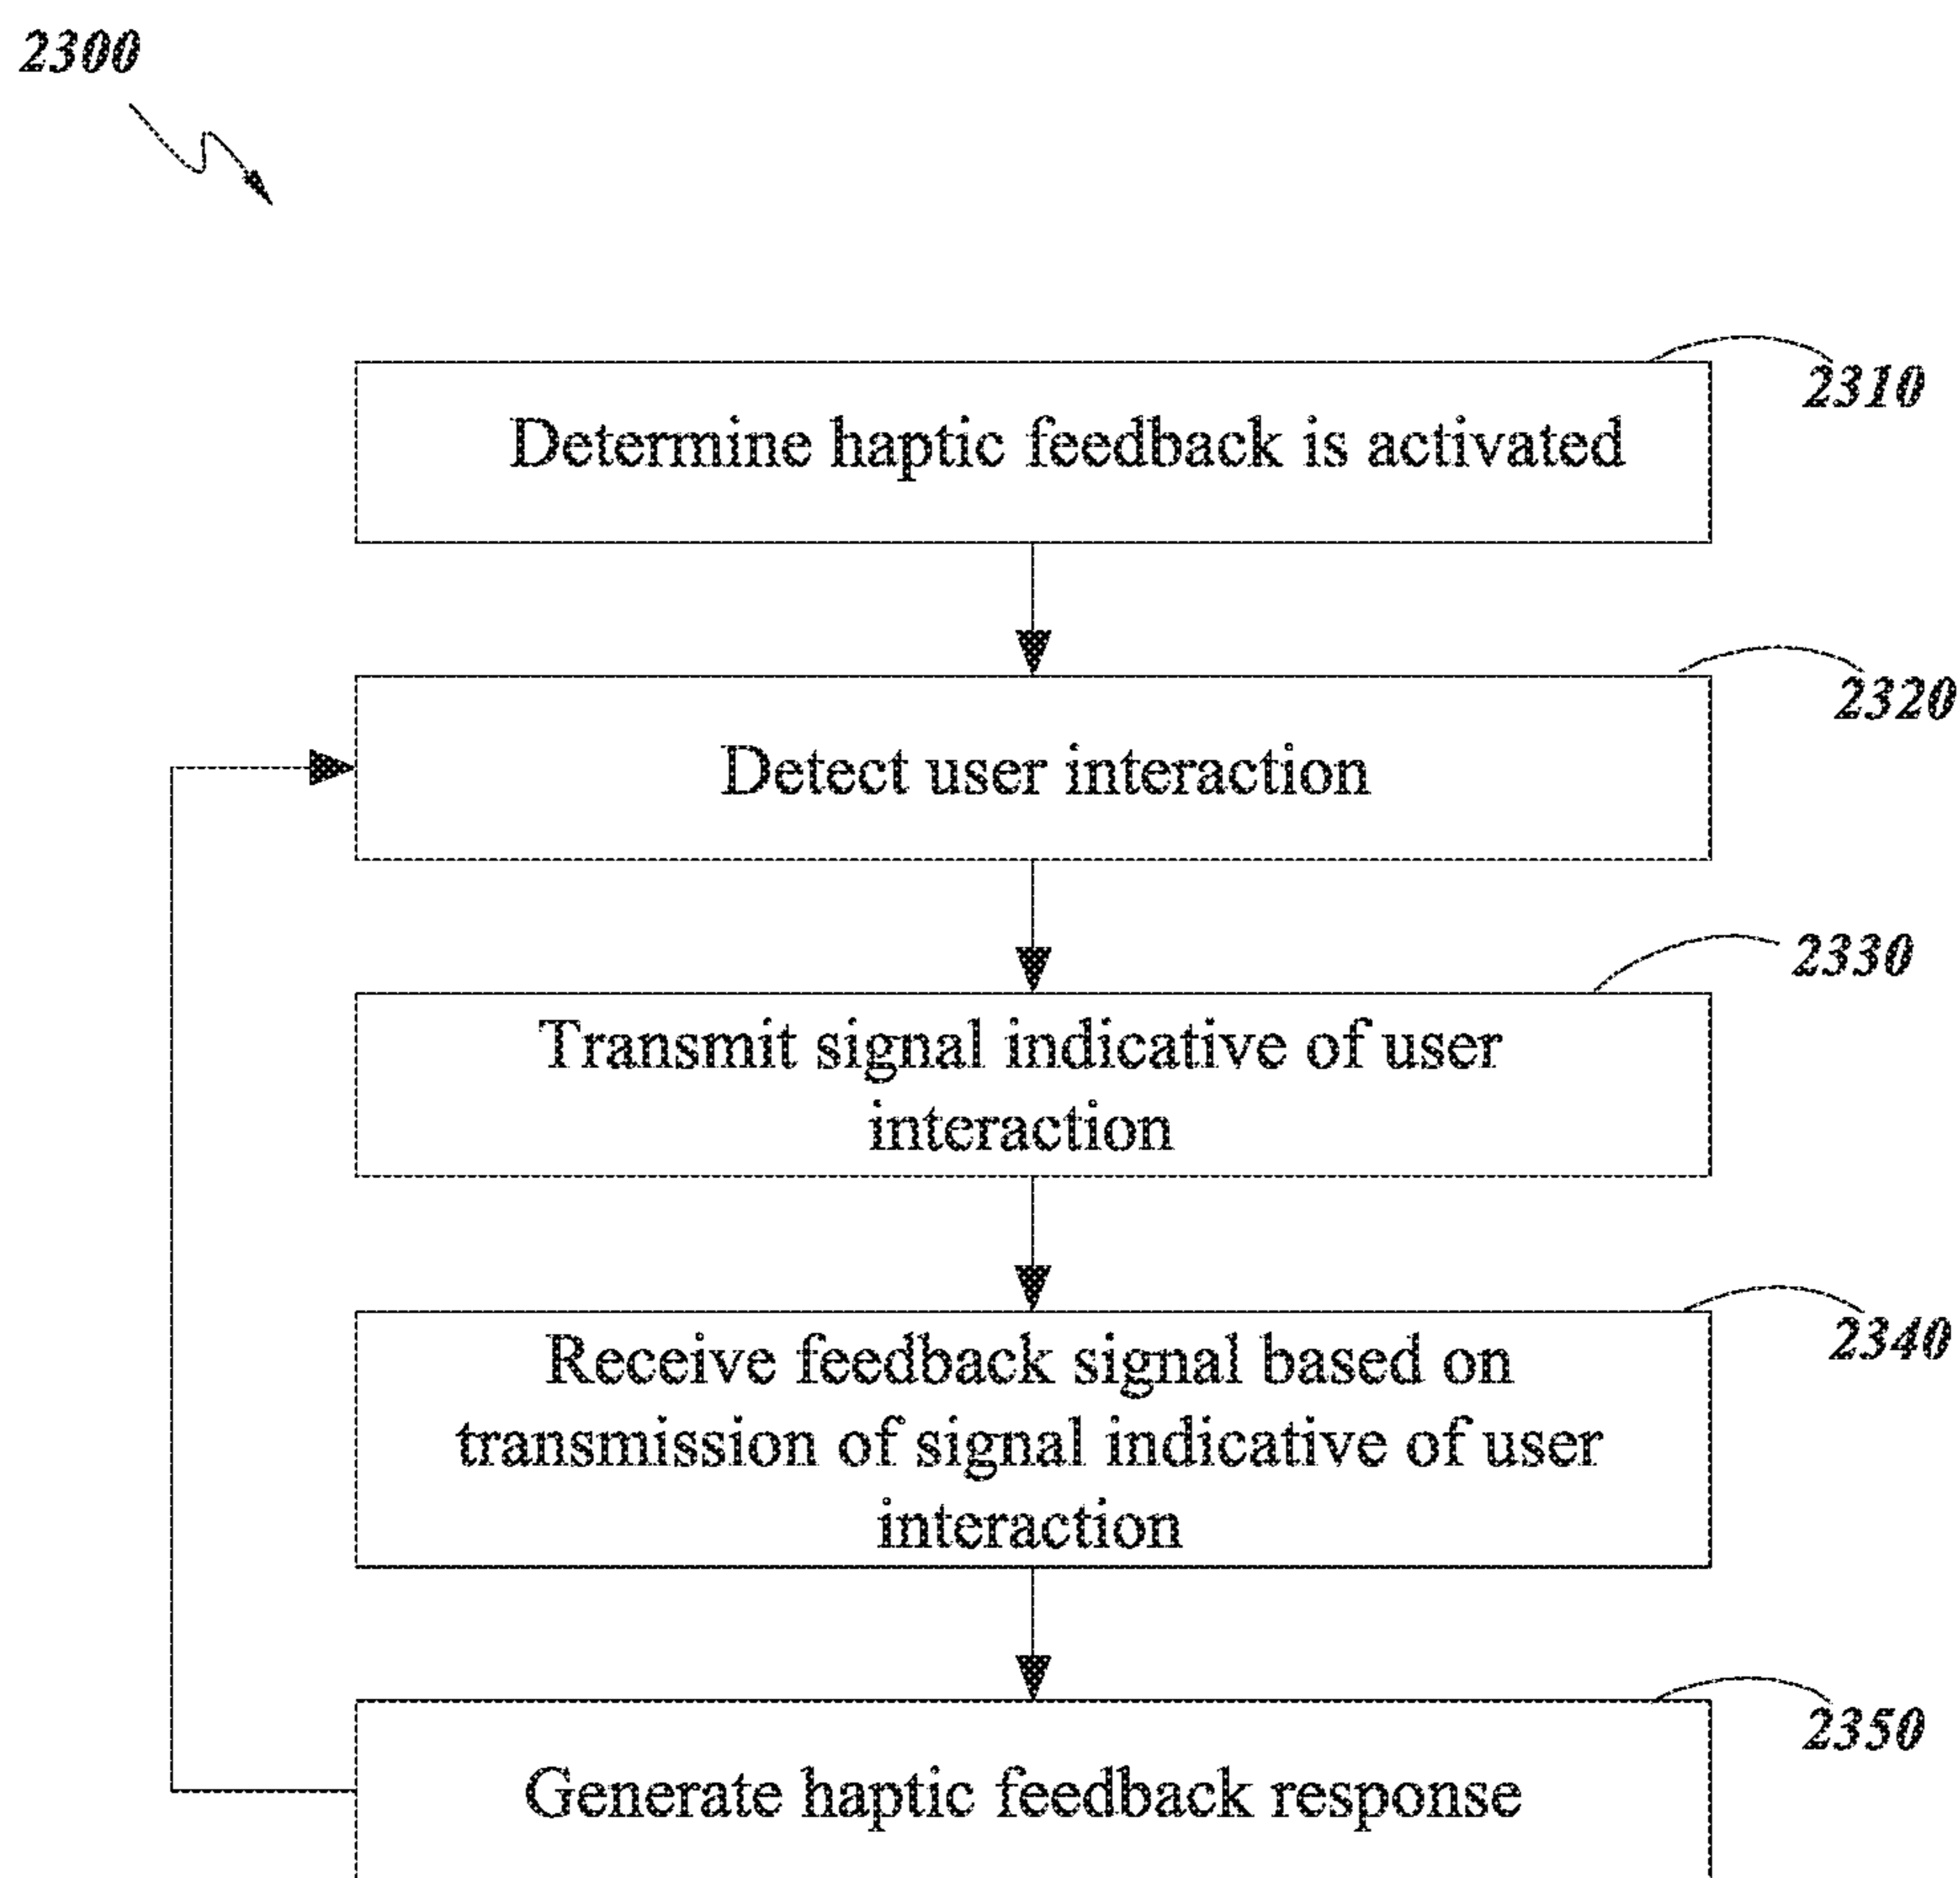 2300
2310
Determine haptic feedback is activated
2320
Detect user interaction
2330
Transmit signal indicative of user
interaction
2340
Receive feedback signal based on
transmission of signal indicative of user
interaction
2350
Generate haptic feedback response